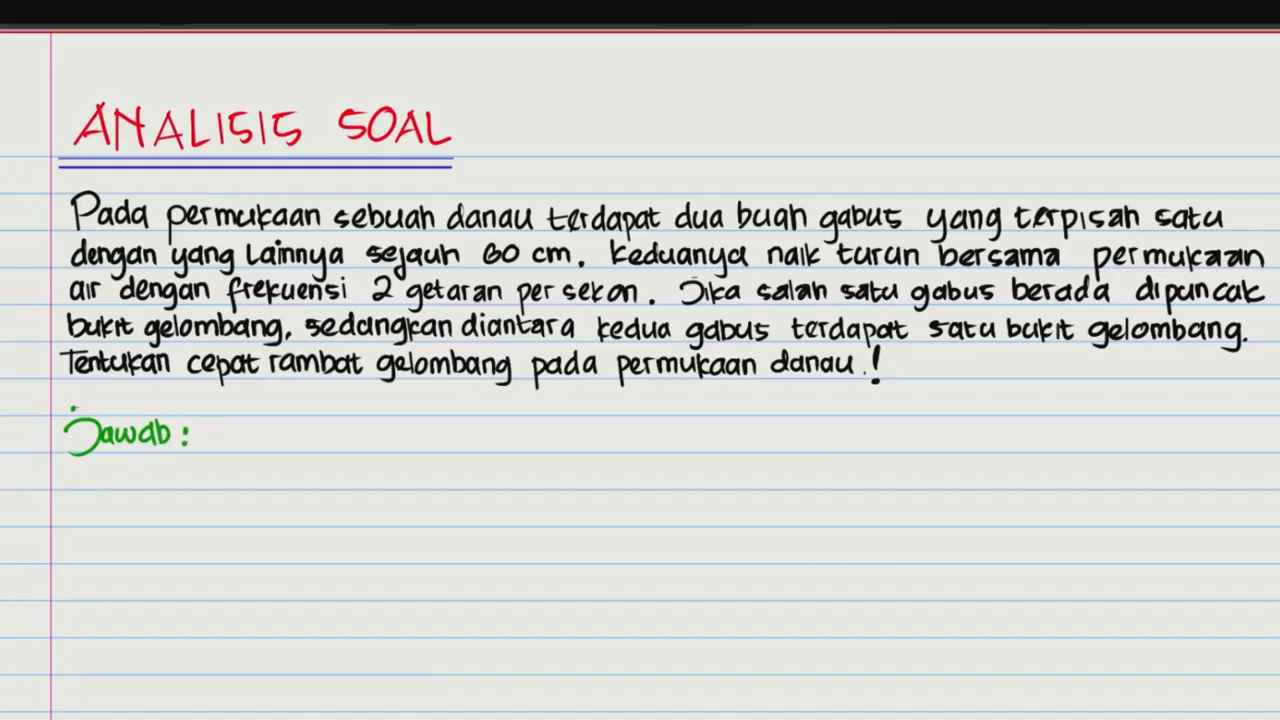 ANALISIS SOAL
Pada permukaan sebuah danau terdapat dua buah gabus yang terpisah satu
dengan yang lainnya sejauh 60 cm. Keduanya naik turun bersama permukaan
air dengan frekuensi 2 getaran per sekon. Jika salah satu gabus berada dipuncak
bukit gelombang, sedangkan diantara kedua gabus terdapat satu bukit gelombang.
Tentukan cepat rambat gelombang pada permukaan danau.!
Jawab: